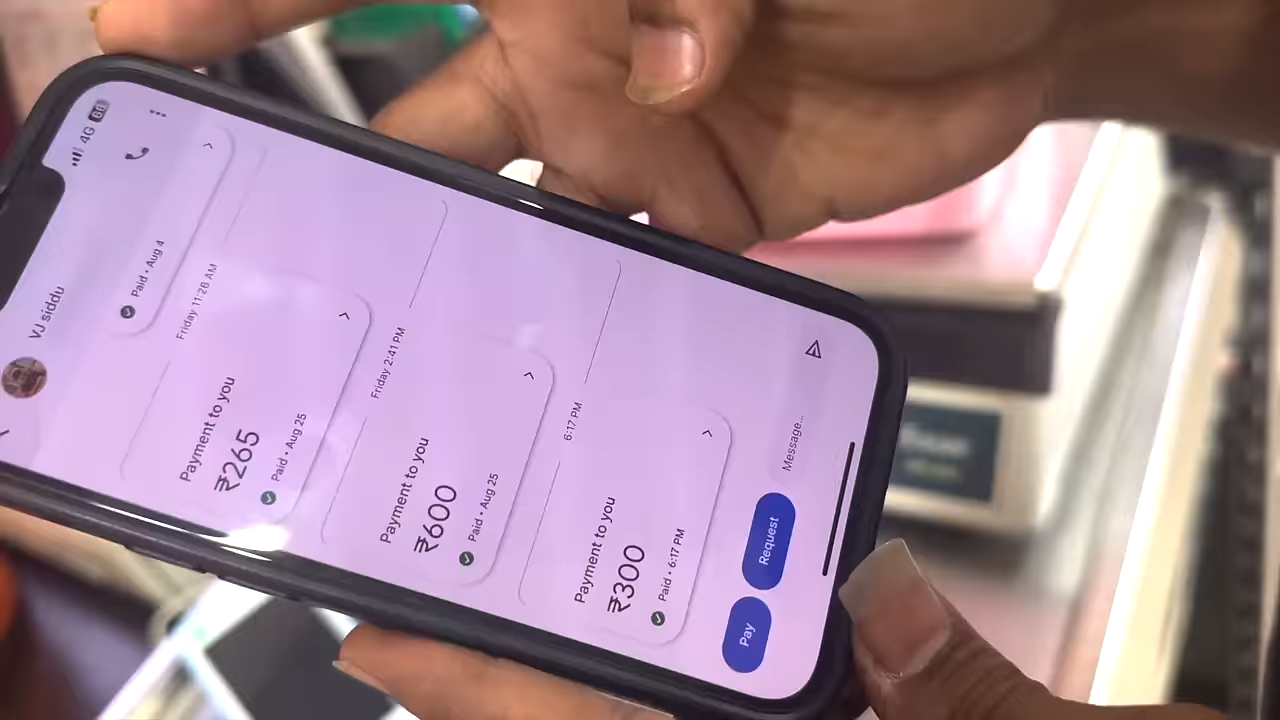 4G 60
VJ siddu
Paid • Aug 4
Friday 11:26 AM
Payment to you
₹265
Paid • Aug 25
Friday 2:41 PM
Payment to you
₹600
Paid • Aug 25
6:17 PM
Payment to you
₹300
Paid • 6:17 PM
Pay
Request
Message...